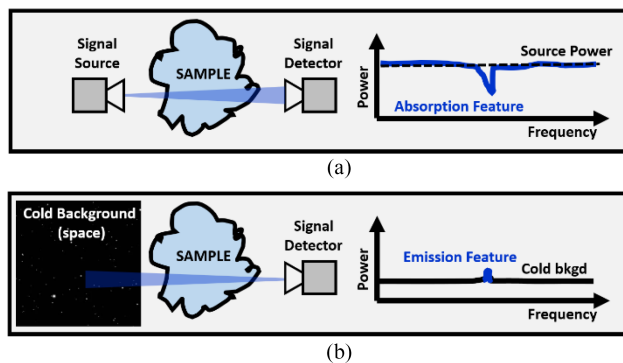 Signal
Source
SAMPLE
Signal
Detector
Power
Source Power
Absorption Feature
Frequency
(a)
Cold Background
(space)
SAMPLE
Signal
Detector
Power
Emission Feature
Cold bkgd
Frequency
(b)